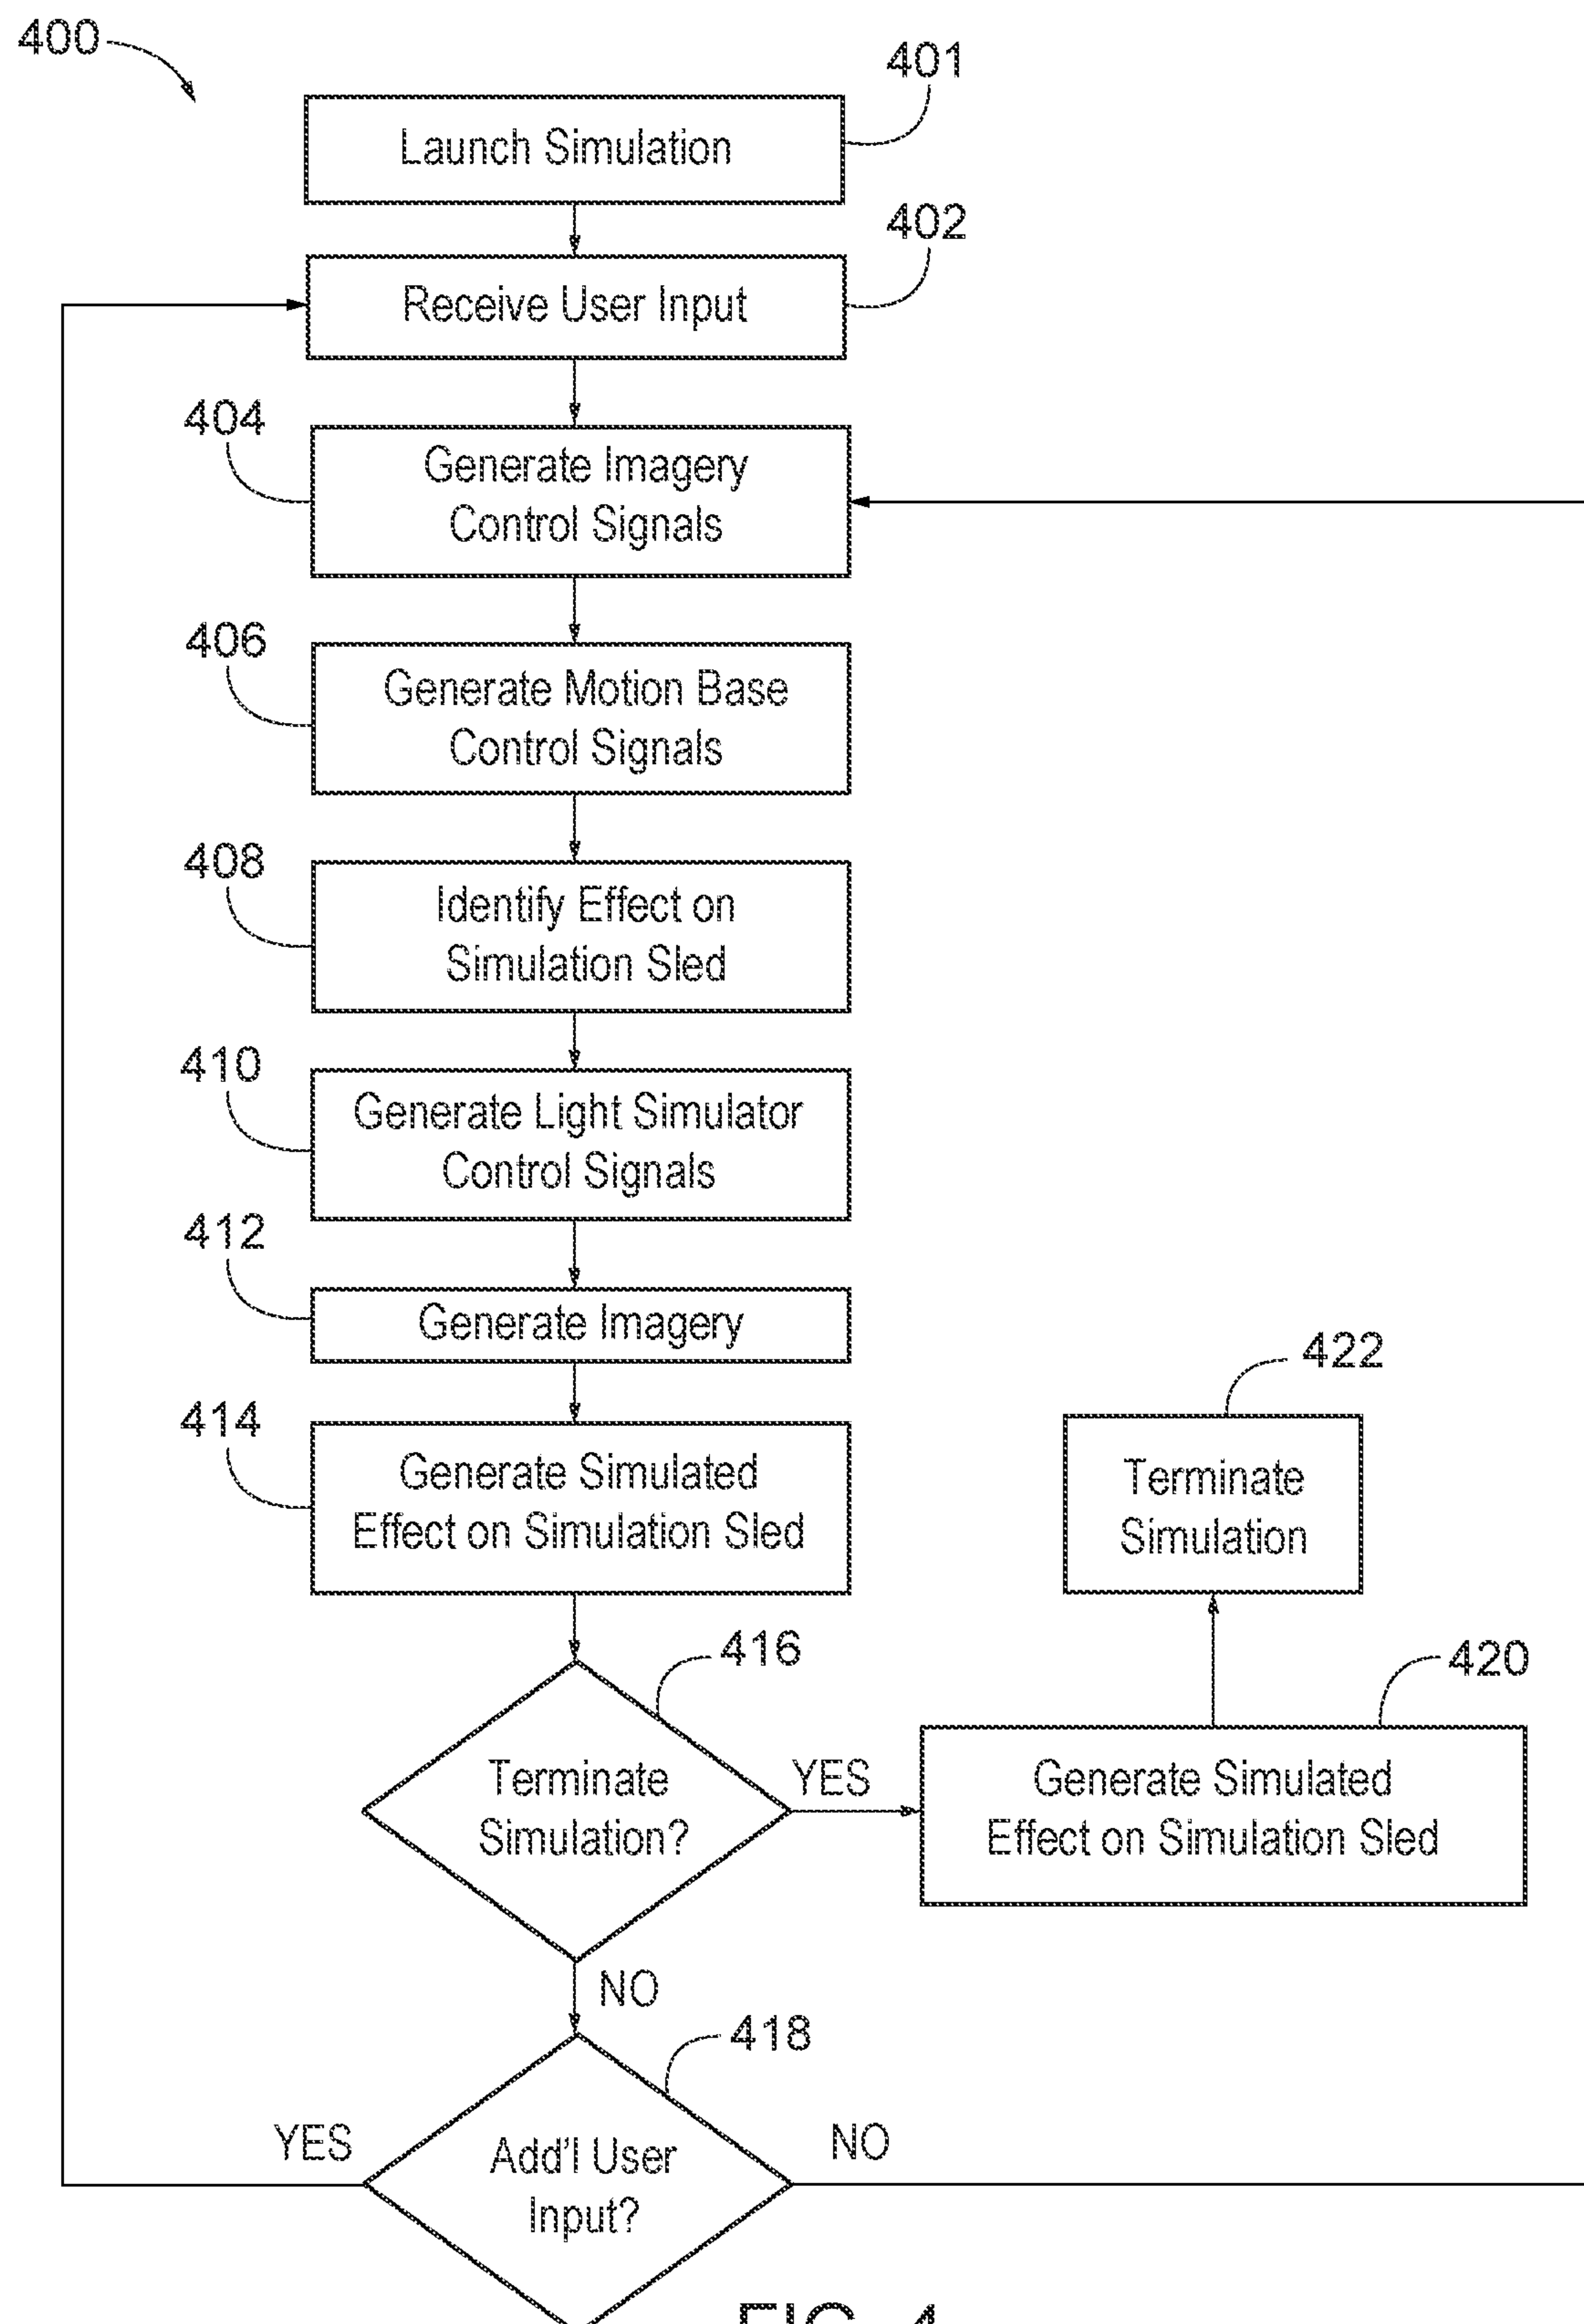 400
401
Launch Simulation
402
Receive User Input
404
Generate Imagery
Control Signals
406
Generate Motion Base
Control Signals
408
Identify Effect on
Simulation Sled
410
Generate Light Simulator
Control Signals
412
Generate Imagery
414
Generate Simulated
Effect on Simulation Sled
422
Terminate
Simulation
416
Terminate
Simulation?
YES
420
Generate Simulated
Effect on Simulation Sled
NO
418
YES
Add'l User
Input?
NO
FIG. 4